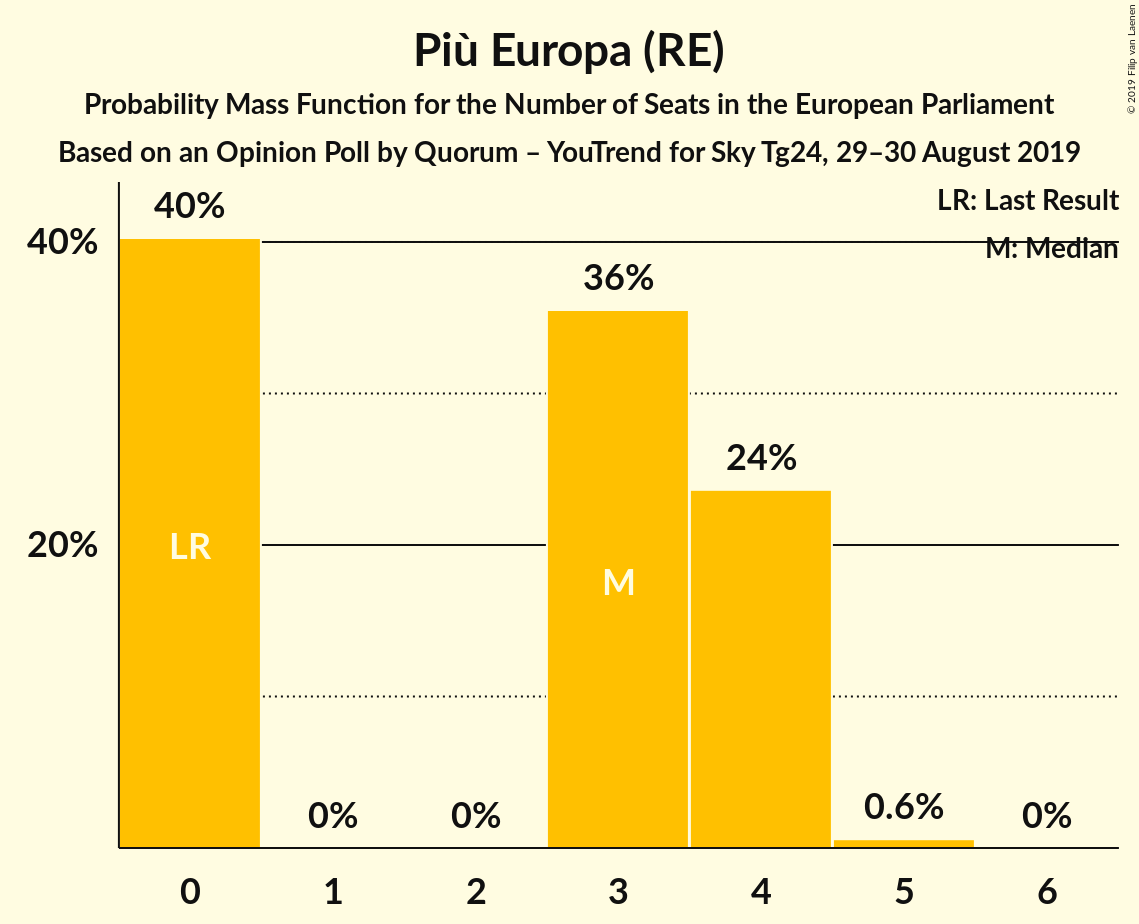 Più Europa (RE)
Probability Mass Function for the Number of Seats in the European Parliament
Based on an Opinion Poll by Quorum – YouTrend for Sky Tg24, 29–30 August 2019
© 2019 Filip van Laenen
LR: Last Result
M: Median
40%
20%
40%
0%
0%
36%
24%
0.6%
0%
LR
M
0
1
2
3
4
5
6